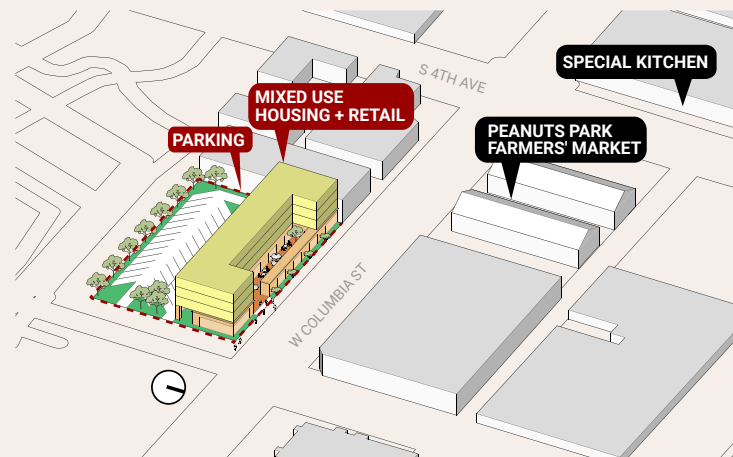 S 4TH AVE
SPECIAL KITCHEN
MIXED USE
HOUSING + RETAIL
PARKING
PEANUTS PARK
FARMERS' MARKET
W COLUMBIA ST